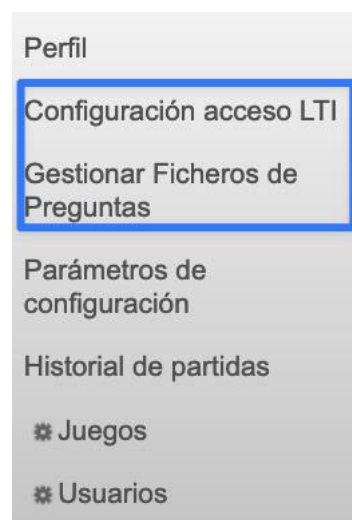 Perfil
Configuración acceso LTI
Gestionar Ficheros de
Preguntas
Parámetros de
configuración
Historial de partidas
Juegos
Usuarios